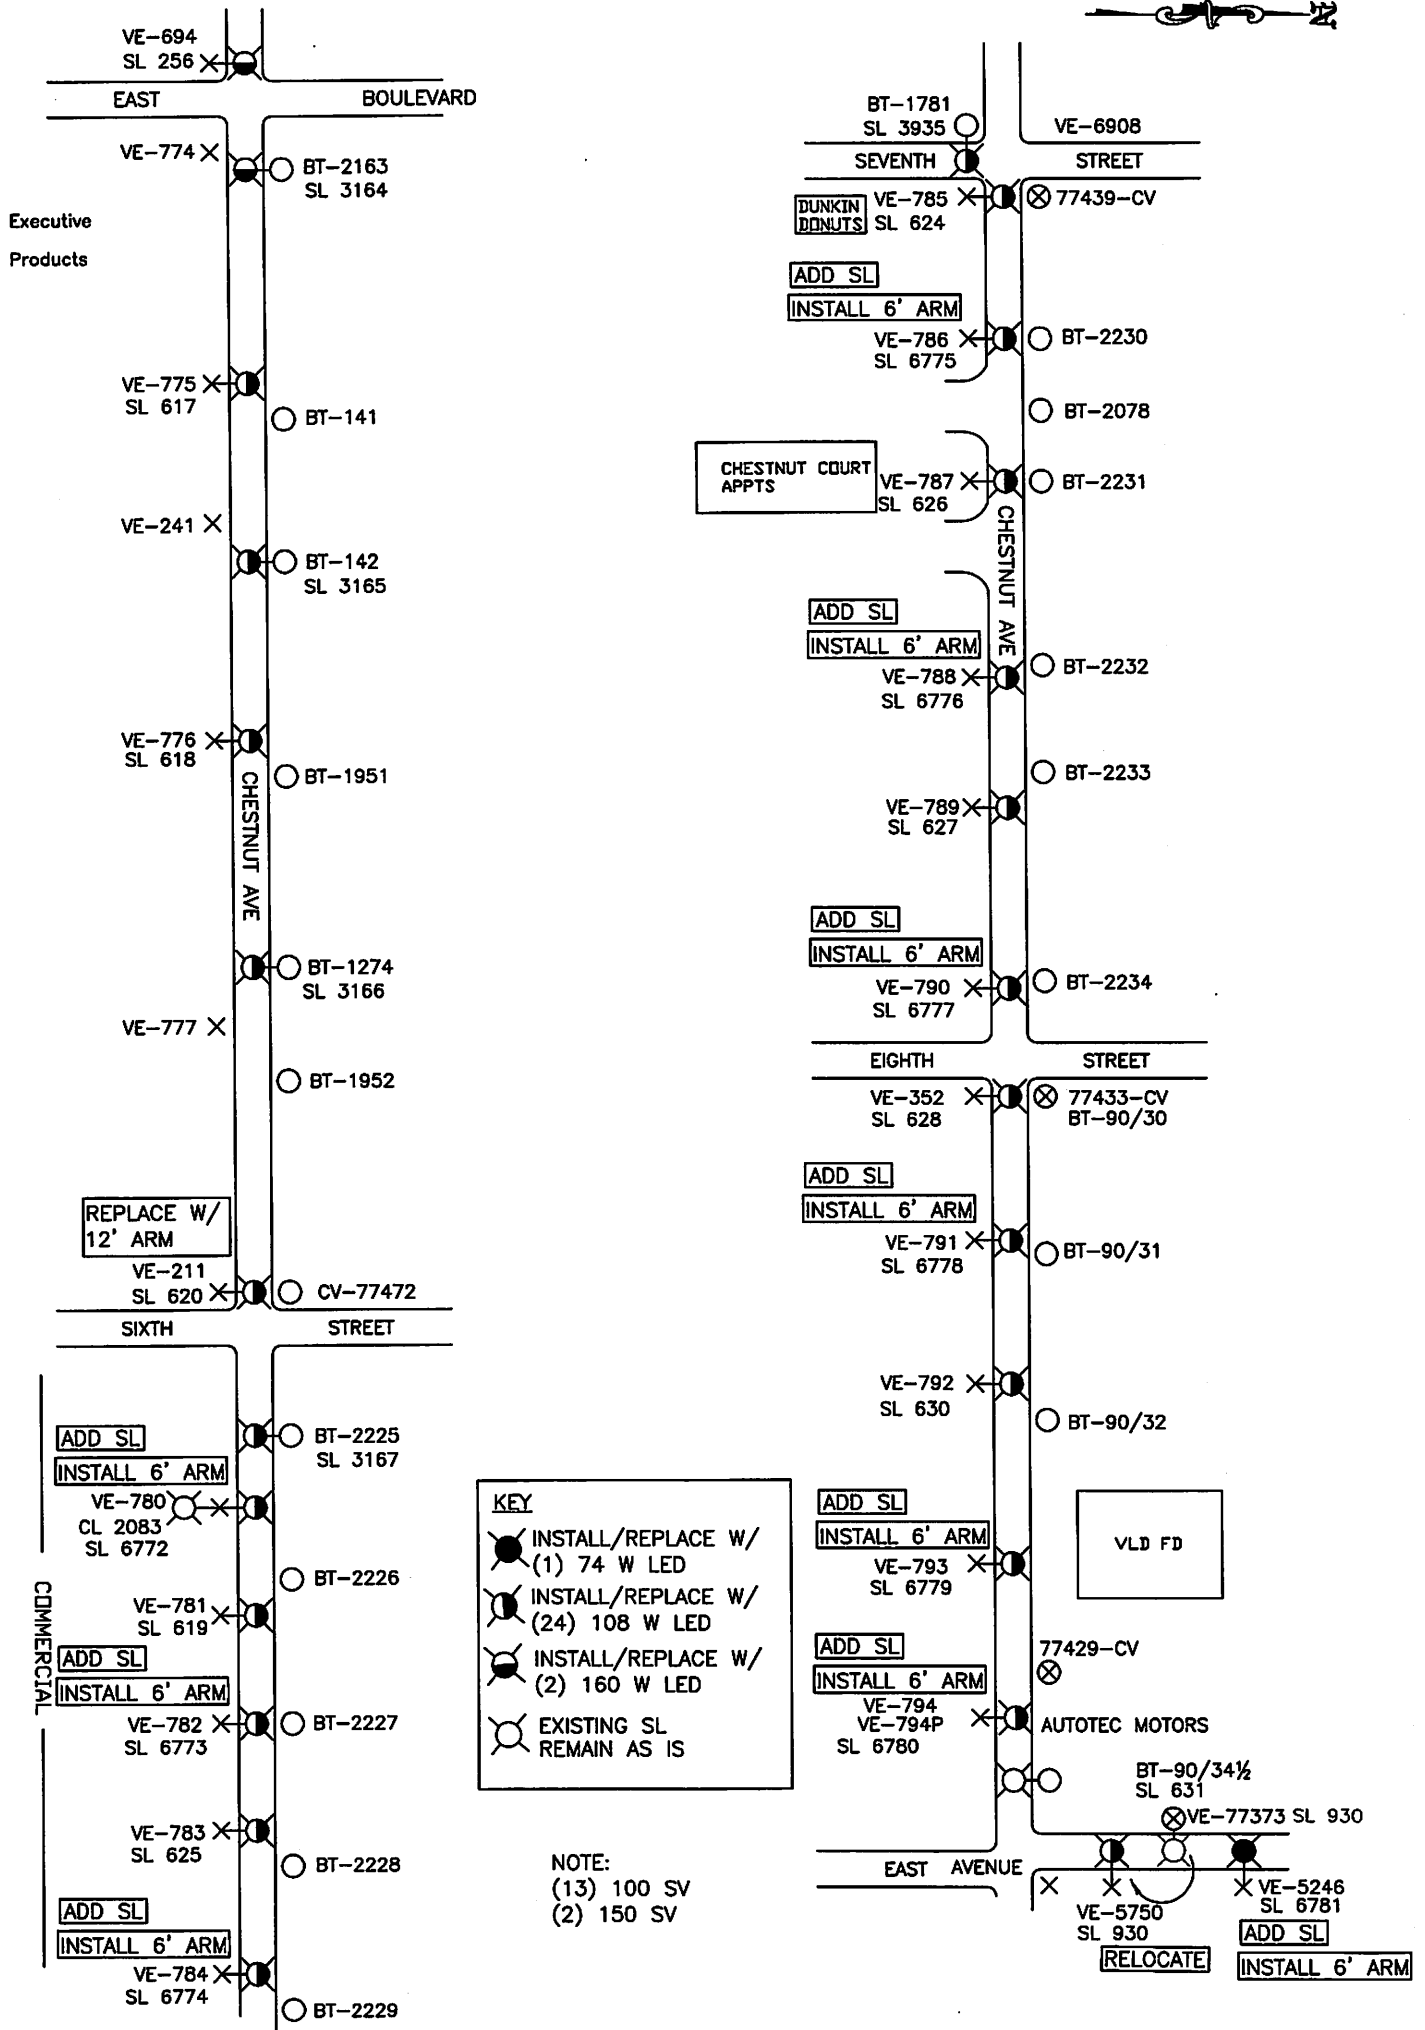 VE-694
SL 256
EAST BOULEVARD
VE-774
BT-2163
SL 3164
Executive
Products
VE-775
SL 617
BT-141
VE-241
BT-142
SL 3165
VE-776
SL 618
BT-1951
CHESTNUT AVE
BT-1274
SL 3166
VE-777
BT-1952
REPLACE W/
12' ARM
VE-211
SL 620
CV-77472
SIXTH STREET
BT-2225
SL 3167
ADD SL
INSTALL 6' ARM
VE-780
CL 2083
SL 6772
BT-2226
COMMERCIAL
VE-781
SL 619
ADD SL
INSTALL 6' ARM
VE-782
SL 6773
BT-2227
VE-783
SL 625
BT-2228
ADD SL
INSTALL 6' ARM
VE-784
SL 6774
BT-2229
KEY
INSTALL/REPLACE W/
(1) 74 W LED
INSTALL/REPLACE W/
(24) 108 W LED
INSTALL/REPLACE W/
(2) 160 W LED
EXISTING SL
REMAIN AS IS
NOTE:
(13) 100 SV
(2) 150 SV
N
BT-1781
SL 3935
VE-6908
SEVENTH STREET
DUNKIN
DONUTS
VE-785
SL 624
77439-CV
ADD SL
INSTALL 6' ARM
VE-786
SL 6775
BT-2230
BT-2078
CHESTNUT COURT
APPTS
VE-787
SL 626
BT-2231
CHESTNUT AVE
ADD SL
INSTALL 6' ARM
VE-788
SL 6776
BT-2232
BT-2233
VE-789
SL 627
ADD SL
INSTALL 6' ARM
VE-790
SL 6777
BT-2234
EIGHTH STREET
VE-352
SL 628
77433-CV
BT-90/30
ADD SL
INSTALL 6' ARM
VE-791
SL 6778
BT-90/31
VE-792
SL 630
BT-90/32
ADD SL
INSTALL 6' ARM
VE-793
SL 6779
VLD FD
ADD SL
INSTALL 6' ARM
VE-794
VE-794P
SL 6780
77429-CV
AUTOTEC MOTORS
BT-90/34½
SL 631
VE-77373 SL 930
EAST AVENUE
VE-5750
SL 930
RELOCATE
VE-5246
SL 6781
ADD SL
INSTALL 6' ARM